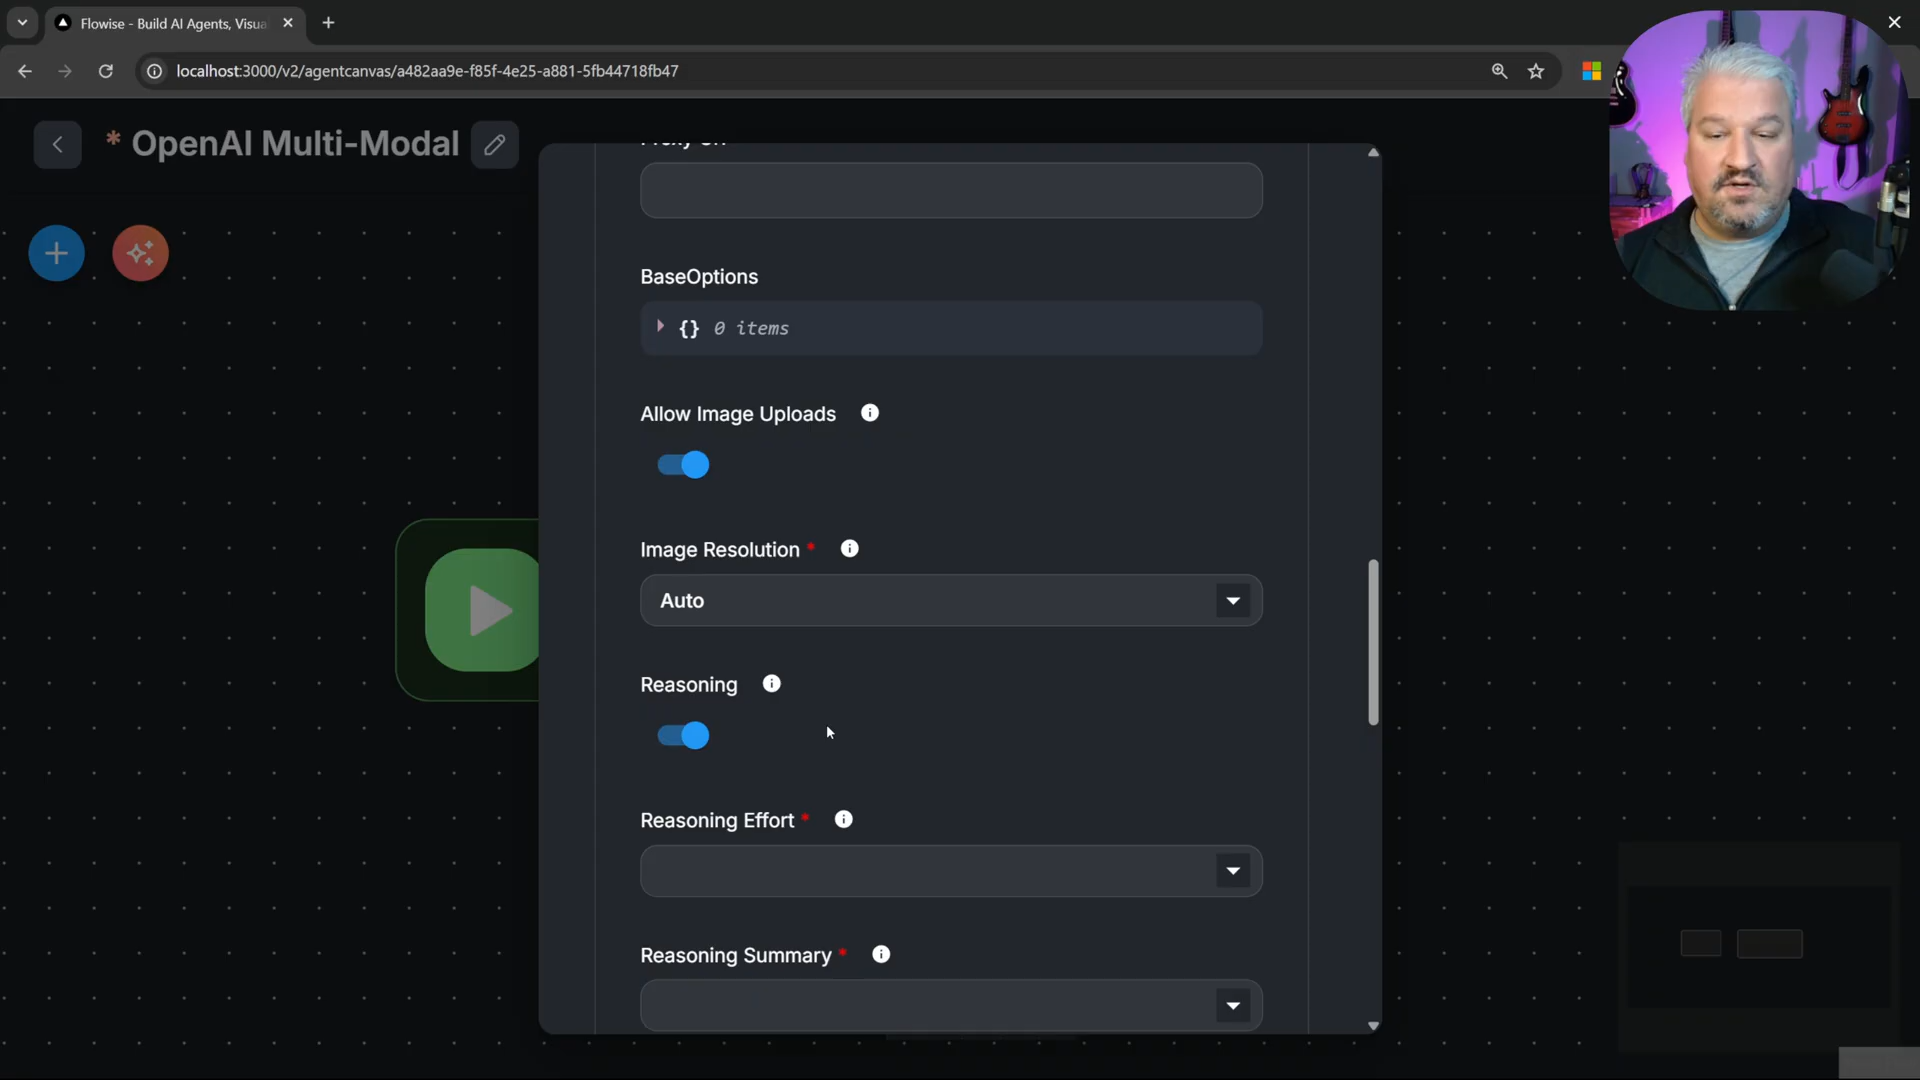 Flowise - Build AI Agents, Visua
localhost:3000/v2/agentcanvas/a482aa9e-f85f-4e25-a881-5fb44718fb47
* OpenAI Multi-Modal
BaseOptions
{} 0 items
Allow Image Uploads
Image Resolution *
Auto
Reasoning
Reasoning Effort *
Reasoning Summary *